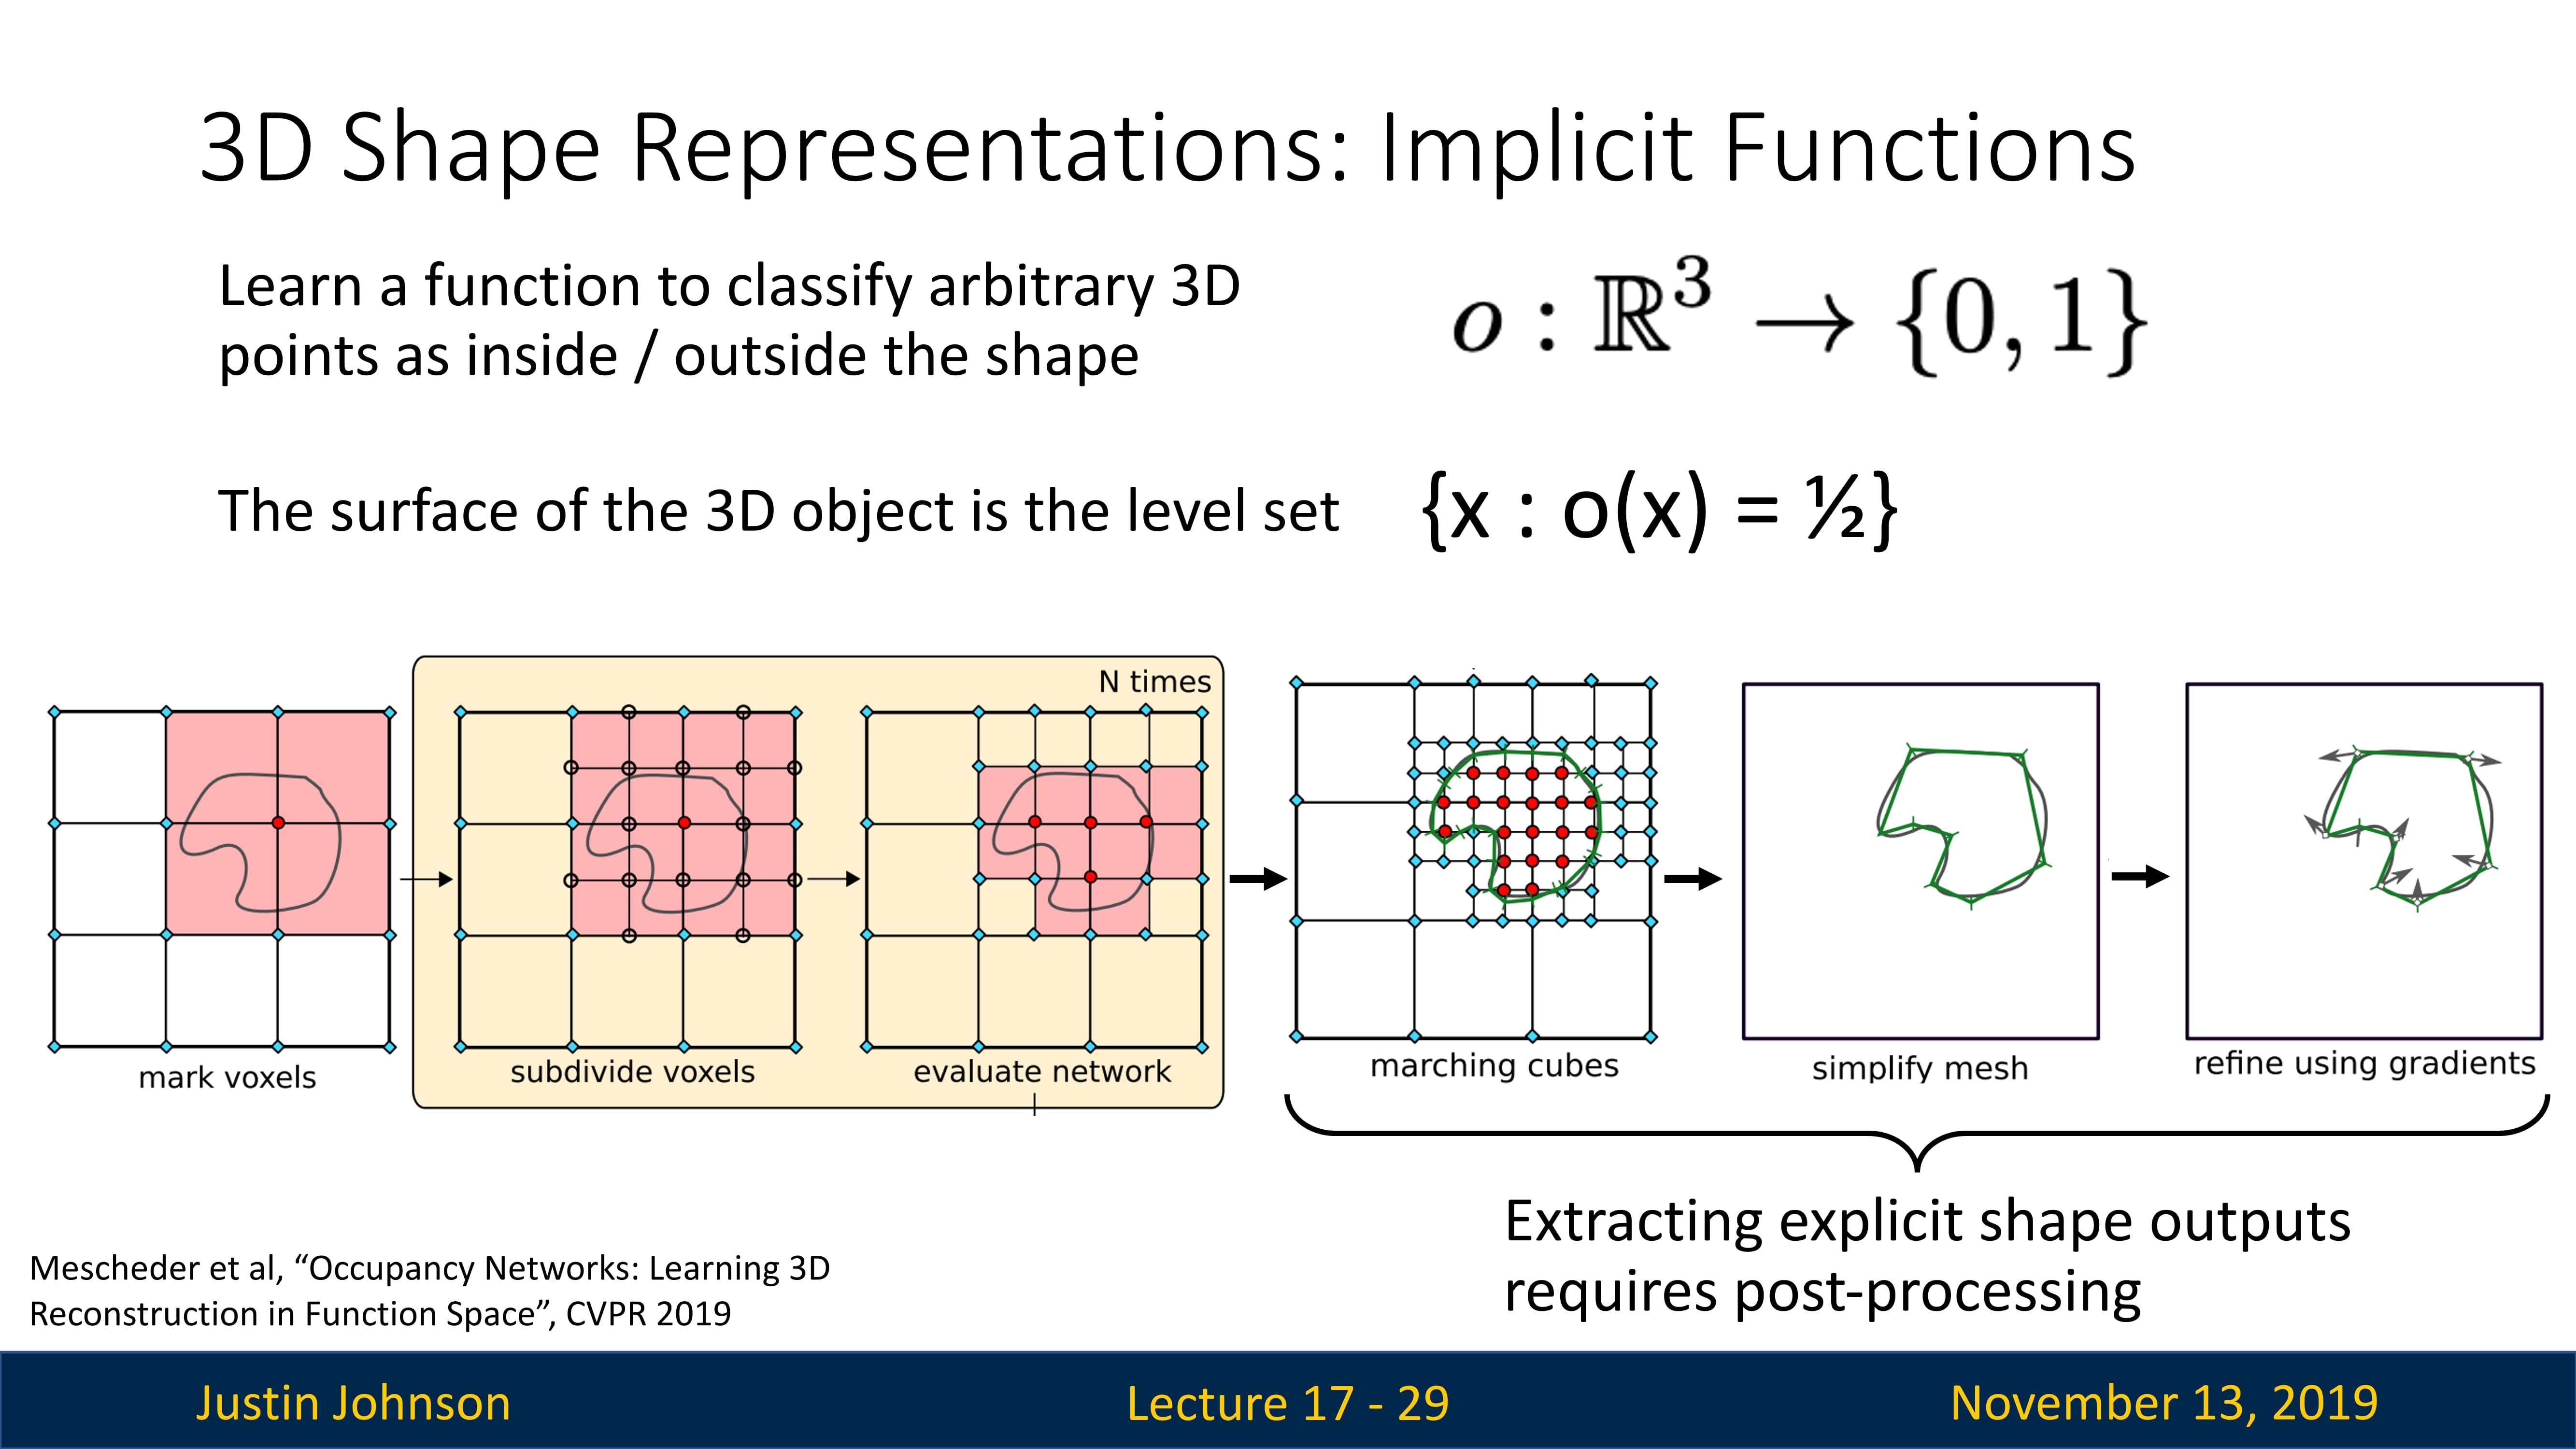 3D Shape Representations: Implicit Functions
Learn a function to classify arbitrary 3D
points as inside / outside the shape
o : ℝ³ → {0, 1}
The surface of the 3D object is the level set
{x : o(x) = ½}
N times
mark voxels
subdivide voxels
evaluate network
marching cubes
simplify mesh
refine using gradients
Extracting explicit shape outputs
requires post-processing
Mescheder et al, “Occupancy Networks: Learning 3D
Reconstruction in Function Space”, CVPR 2019
Justin Johnson
Lecture 17 - 29
November 13, 2019